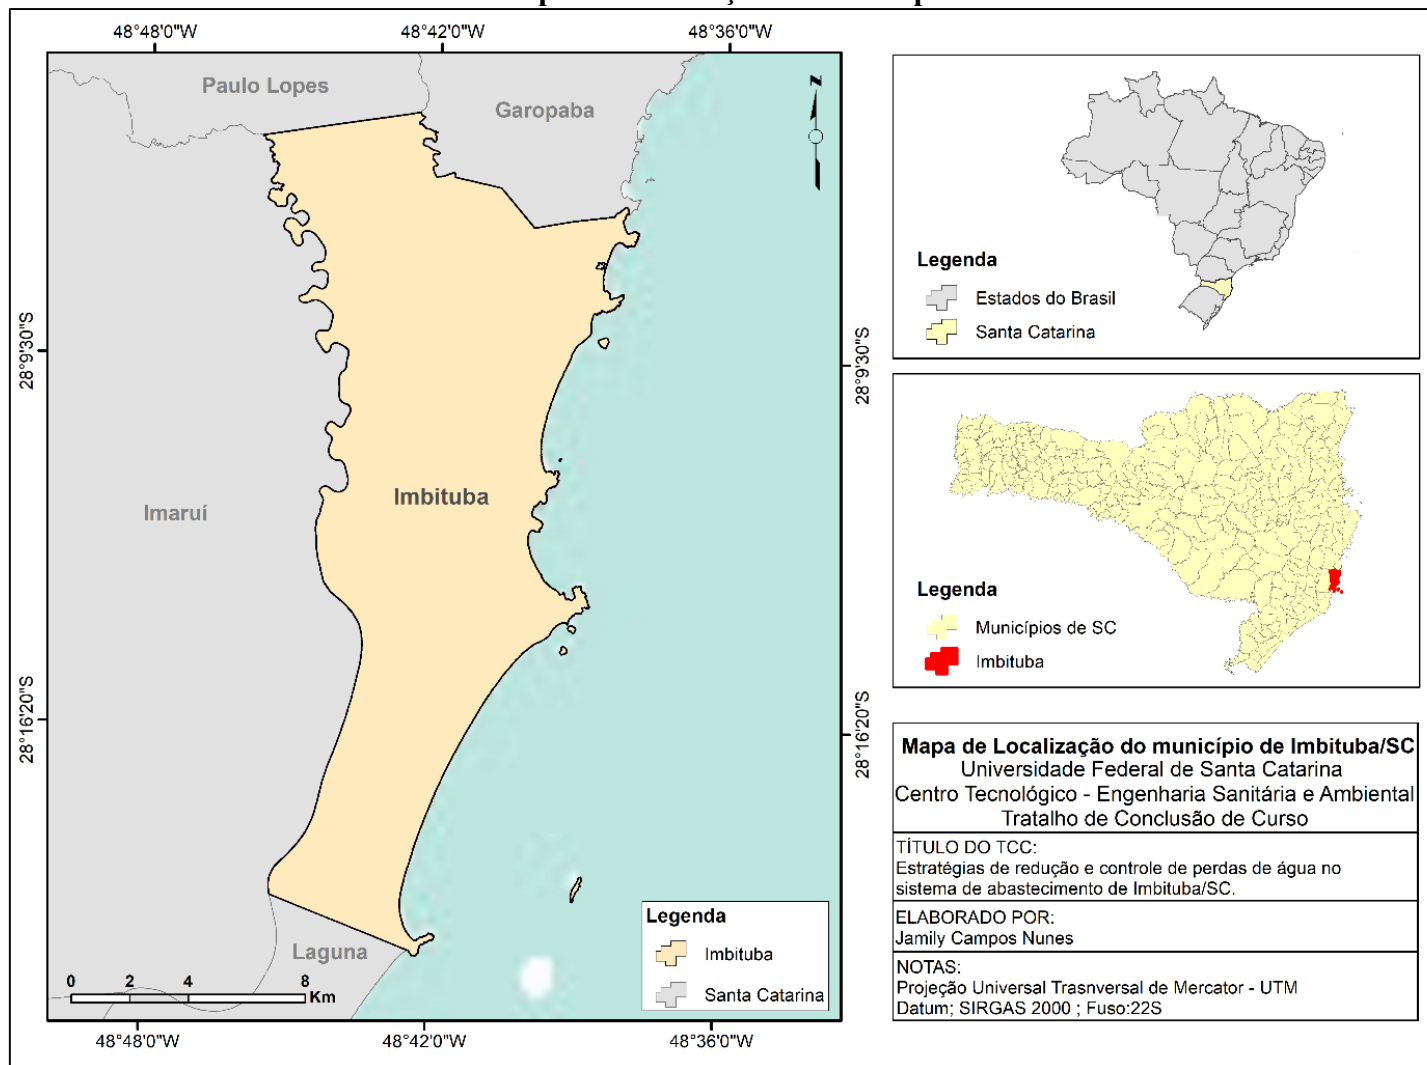 48°48'0"W 48°42'0"W 48°36'0"W
Paulo Lopes
Garopaba
N
28°9'30"S
28°9'30"S
Imbituba
Imaruí
28°16'20"S
28°16'20"S
Laguna
0 2 4 8
Km
Legenda
Imbituba
Santa Catarina
48°48'0"W 48°42'0"W 48°36'0"W
Legenda
Estados do Brasil
Santa Catarina
Legenda
Municípios de SC
Imbituba
Mapa de Localização do município de Imbituba/SC
Universidade Federal de Santa Catarina
Centro Tecnológico - Engenharia Sanitária e Ambiental
Tratalho de Conclusão de Curso
TÍTULO DO TCC:
Estratégias de redução e controle de perdas de água no
sistema de abastecimento de Imbituba/SC.
ELABORADO POR:
Jamily Campos Nunes
NOTAS:
Projeção Universal Trasnversal de Mercator - UTM
Datum; SIRGAS 2000 ; Fuso:22S